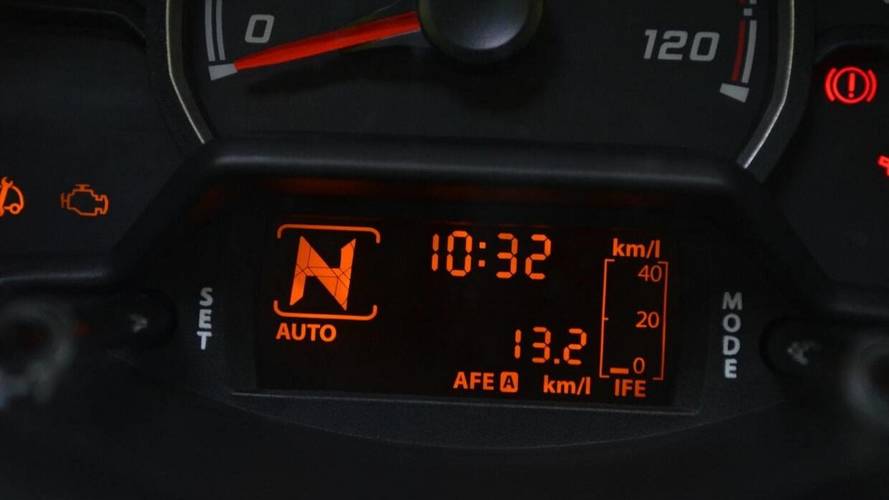 0
120
N
10:32
km/l
40
AUTO
20
13.2
0
AFE A km/l
IFE
SET
MODE